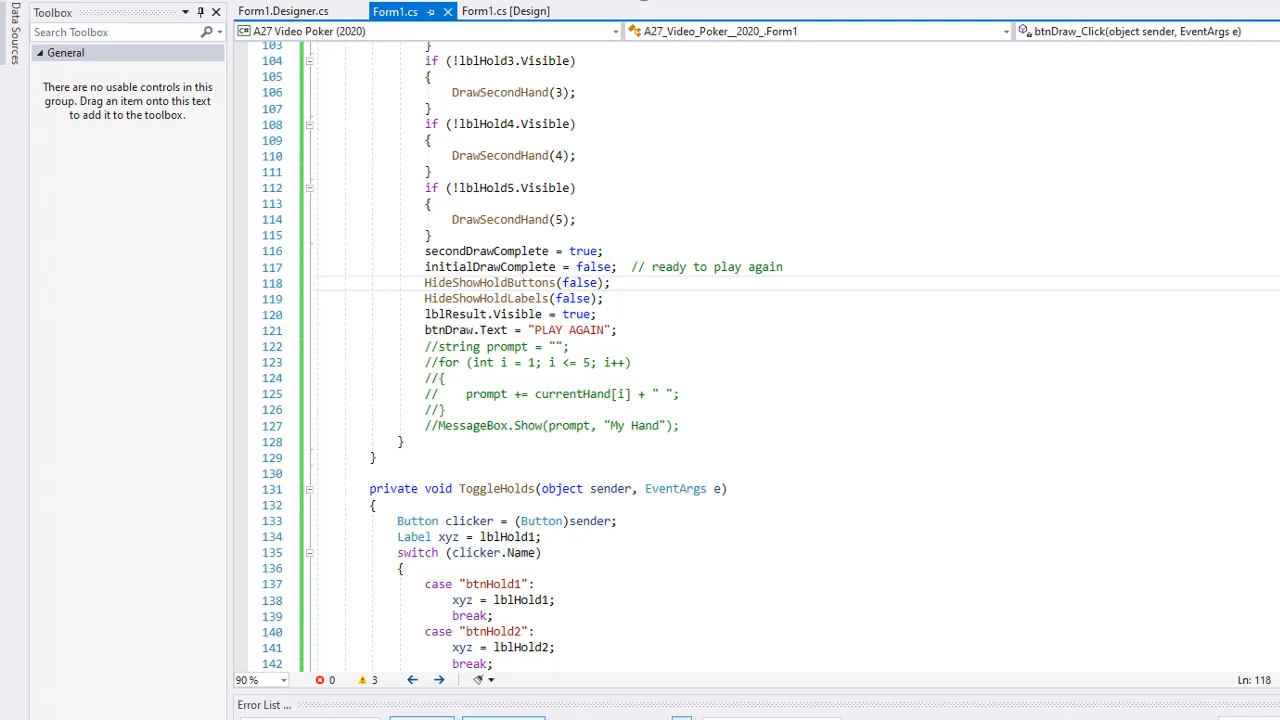 Form1.Designer.cs Form1.cs Form1.cs [Design]
Data Sources
Toolbox
Search Toolbox
General
There are no usable controls in this
group. Drag an item onto this text
to add it to the toolbox.
C# A27 Video Poker (2020) A27_Video_Poker__2020_.Form1 btnDraw_Click(object sender, EventArgs e)
103 }
104 if (!lblHold3.Visible)
105 {
106 DrawSecondHand(3);
107 }
108 if (!lblHold4.Visible)
109 {
110 DrawSecondHand(4);
111 }
112 if (!lblHold5.Visible)
113 {
114 DrawSecondHand(5);
115 }
116 secondDrawComplete = true;
117 initialDrawComplete = false; // ready to play again
118 HideShowHoldButtons(false);
119 HideShowHoldLabels(false);
120 lblResult.Visible = true;
121 btnDraw.Text = "PLAY AGAIN";
122 //string prompt = "";
123 //for (int i = 1; i <= 5; i++)
124 //{
125 // prompt += currentHand[i] + " ";
126 //}
127 //MessageBox.Show(prompt, "My Hand");
128 }
129 }
130
131 private void ToggleHolds(object sender, EventArgs e)
132 {
133 Button clicker = (Button)sender;
134 Label xyz = lblHold1;
135 switch (clicker.Name)
136 {
137 case "btnHold1":
138 xyz = lblHold1;
139 break;
140 case "btnHold2":
141 xyz = lblHold2;
142 break;
90 % 0 3 Ln: 118
Error List ...